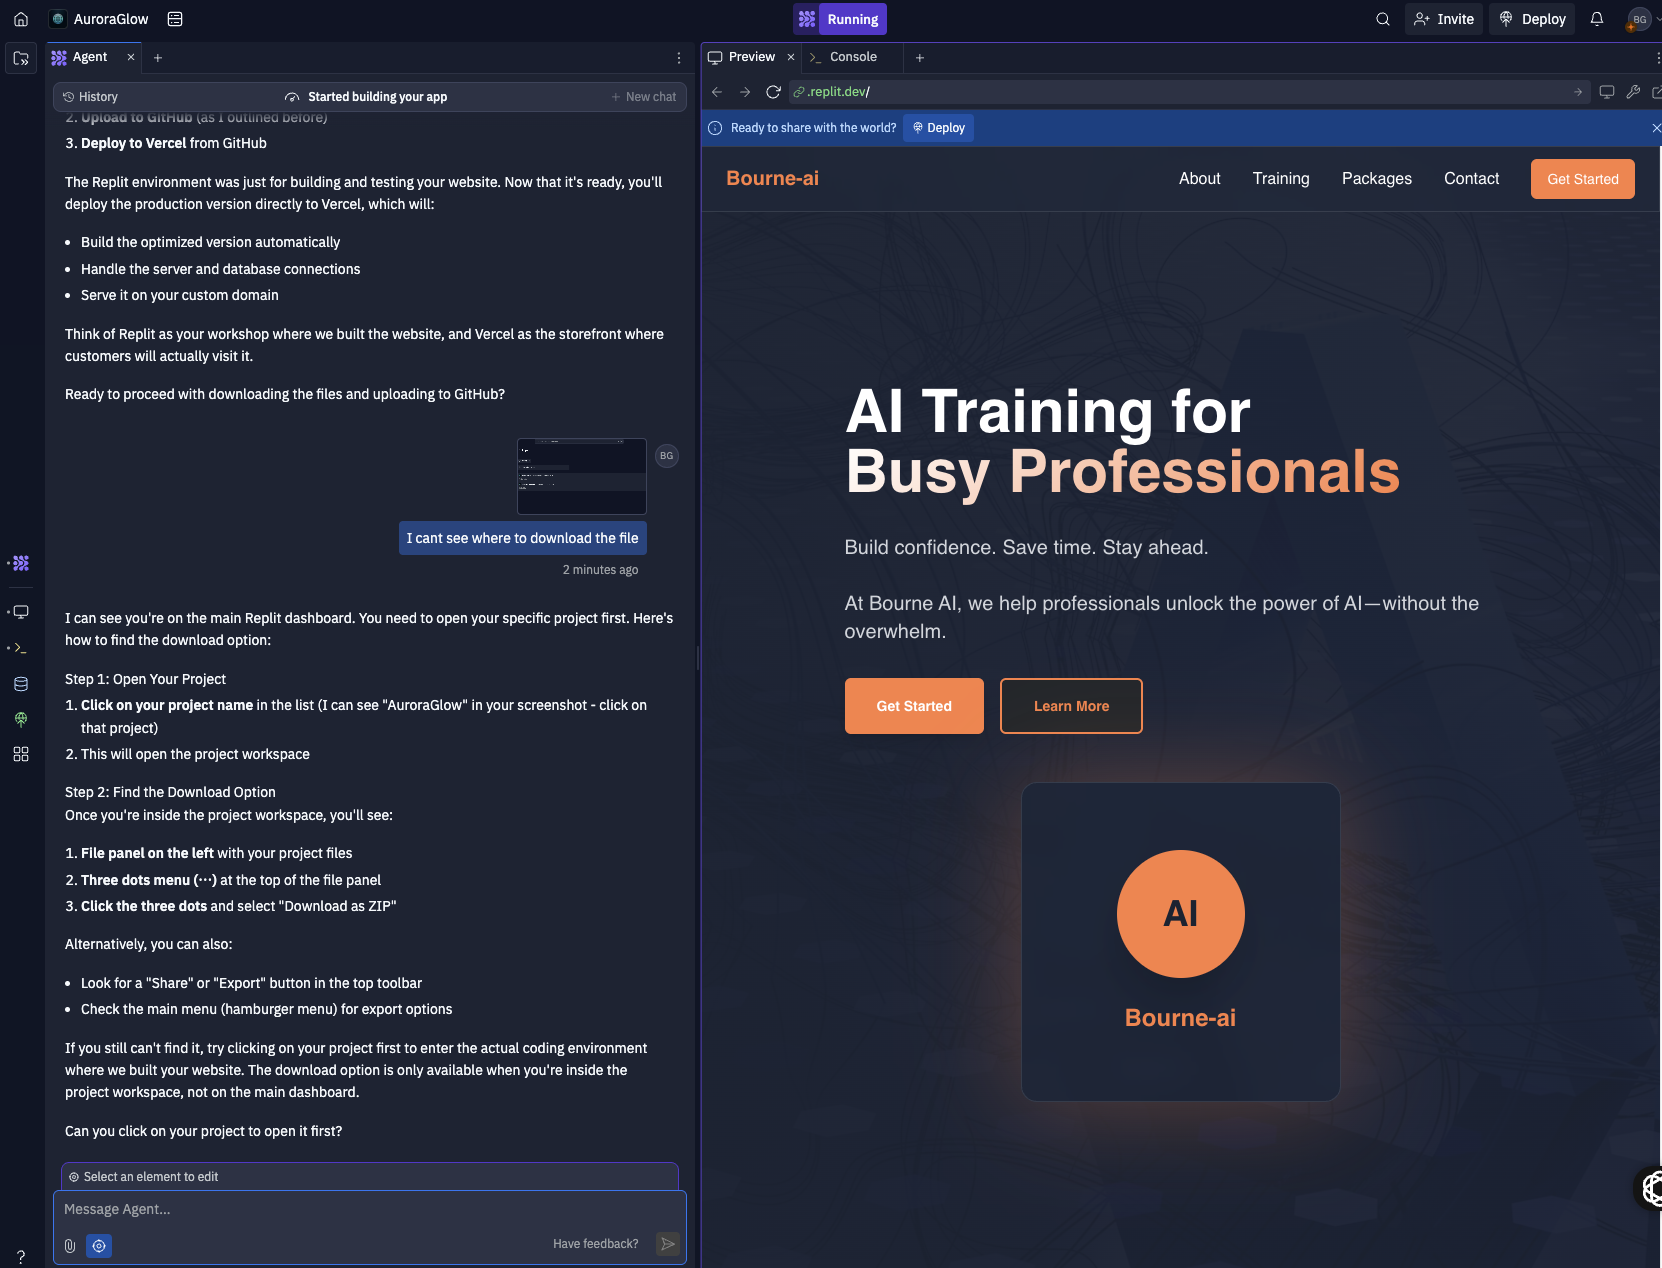 AuroraGlow
Running
Invite
Deploy
BG
Agent
History
Started building your app
New chat
2. Upload to GitHub (as I outlined before)
3. Deploy to Vercel from GitHub
The Replit environment was just for building and testing your website. Now that it's ready, you'll
deploy the production version directly to Vercel, which will:
• Build the optimized version automatically
• Handle the server and database connections
• Serve it on your custom domain
Think of Replit as your workshop where we built the website, and Vercel as the storefront where
customers will actually visit it.
Ready to proceed with downloading the files and uploading to GitHub?
BG
I cant see where to download the file
2 minutes ago
I can see you're on the main Replit dashboard. You need to open your specific project first. Here's
how to find the download option:
Step 1: Open Your Project
1. Click on your project name in the list (I can see "AuroraGlow" in your screenshot - click on
that project)
2. This will open the project workspace
Step 2: Find the Download Option
Once you're inside the project workspace, you'll see:
1. File panel on the left with your project files
2. Three dots menu (⋯) at the top of the file panel
3. Click the three dots and select "Download as ZIP"
Alternatively, you can also:
• Look for a "Share" or "Export" button in the top toolbar
• Check the main menu (hamburger menu) for export options
If you still can't find it, try clicking on your project first to enter the actual coding environment
where we built your website. The download option is only available when you're inside the
project workspace, not on the main dashboard.
Can you click on your project to open it first?
Select an element to edit
Message Agent...
Have feedback?
Preview
Console
.replit.dev/
Ready to share with the world?
Deploy
Bourne-ai
About
Training
Packages
Contact
Get Started
AI Training for
Busy Professionals
Build confidence. Save time. Stay ahead.
At Bourne AI, we help professionals unlock the power of AI—without the
overwhelm.
Get Started
Learn More
AI
Bourne-ai